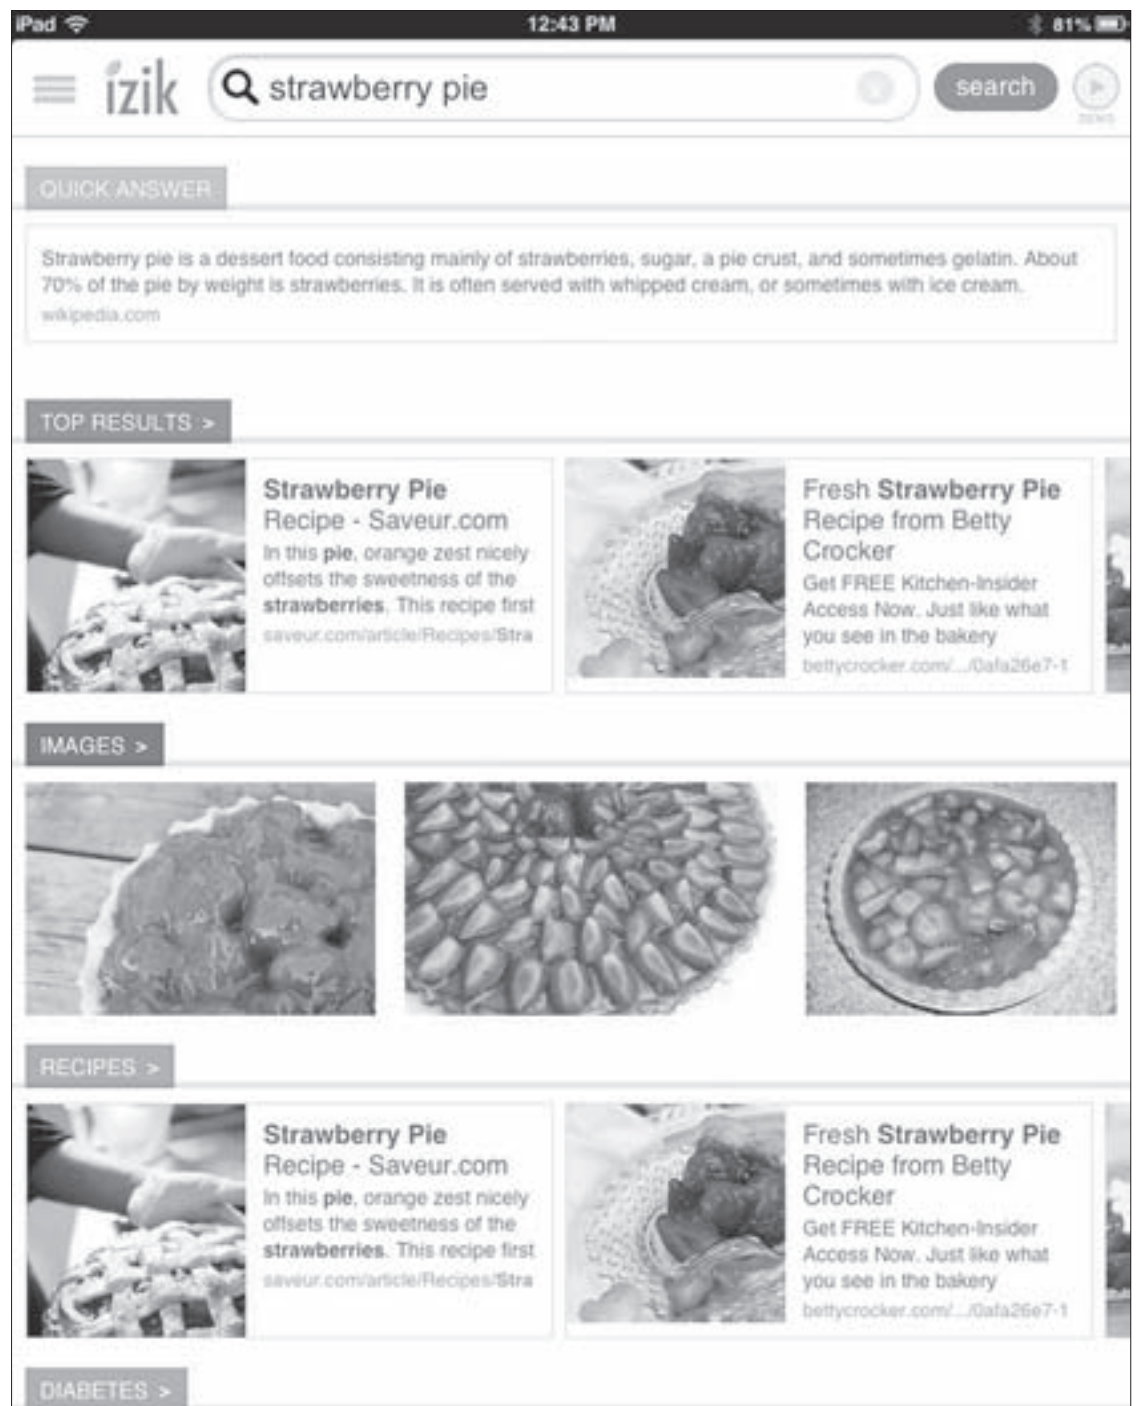 iPad 12:43 PM 81%
izik strawberry pie search
DEMO
QUICK ANSWER
Strawberry pie is a dessert food consisting mainly of strawberries, sugar, a pie crust, and sometimes gelatin. About
70% of the pie by weight is strawberries. It is often served with whipped cream, or sometimes with ice cream.
wikipedia.com
TOP RESULTS >
Strawberry Pie
Recipe - Saveur.com
In this pie, orange zest nicely
offsets the sweetness of the
strawberries. This recipe first
saveur.com/article/Recipes/Stra
Fresh Strawberry Pie
Recipe from Betty
Crocker
Get FREE Kitchen-Insider
Access Now. Just like what
you see in the bakery
bettycrocker.com/.../0afa26e7-1
IMAGES >
RECIPES >
Strawberry Pie
Recipe - Saveur.com
In this pie, orange zest nicely
offsets the sweetness of the
strawberries. This recipe first
saveur.com/article/Recipes/Stra
Fresh Strawberry Pie
Recipe from Betty
Crocker
Get FREE Kitchen-Insider
Access Now. Just like what
you see in the bakery
bettycrocker.com/.../0afa26e7-1
DIABETES >